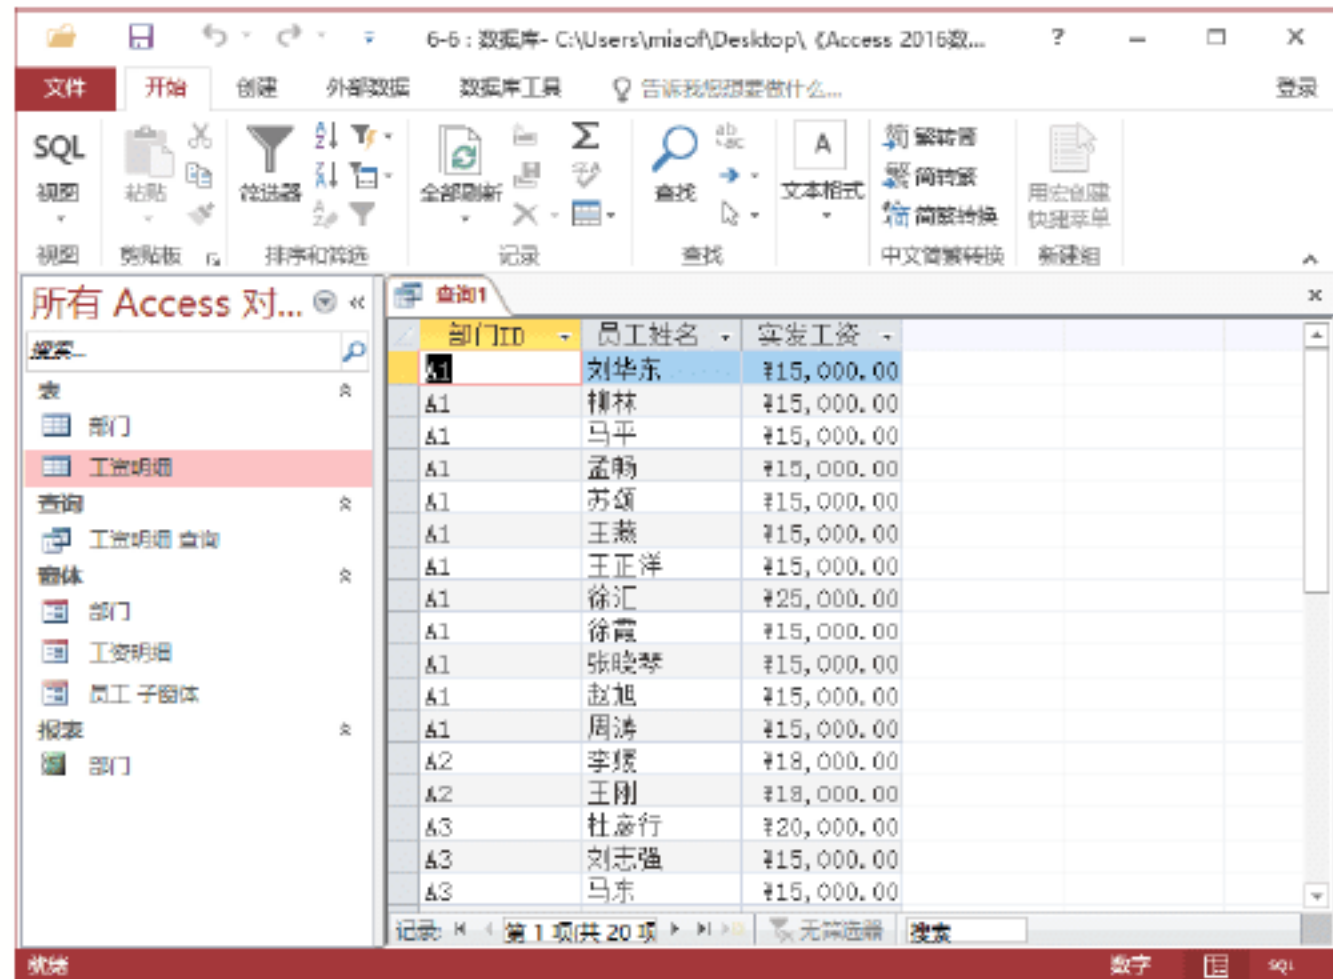 6-6 : 数据库- C:\Users\miaof\Desktop\《Access 2016数... ?
文件 开始 创建 外部数据 数据库工具 告诉我您想要做什么... 登录
SQL
视图
粘贴
筛选器
全部刷新
ab
ac
查找
A
文本格式
繁转简
简转繁
简繁转换
用宏创建
快捷菜单
视图 剪贴板 排序和筛选 记录 查找 中文简繁转换 新建组
所有 Access 对... «
搜索...
表
部门
工资明细
查询
工资明细 查询
窗体
部门
工资明细
员工 子窗体
报表
部门
查询1
部门ID 员工姓名 实发工资
A1 刘华东 ¥15,000.00
A1 柳林 ¥15,000.00
A1 马平 ¥15,000.00
A1 孟畅 ¥15,000.00
A1 苏颂 ¥15,000.00
A1 王燕 ¥15,000.00
A1 王正洋 ¥15,000.00
A1 徐汇 ¥25,000.00
A1 徐霞 ¥15,000.00
A1 张晓琴 ¥15,000.00
A1 赵旭 ¥15,000.00
A1 周涛 ¥15,000.00
A2 李媛 ¥18,000.00
A2 王刚 ¥18,000.00
A3 杜彦行 ¥20,000.00
A3 刘志强 ¥15,000.00
A3 马东 ¥15,000.00
记录: 第 1 项(共 20 项 无筛选器 搜索
就绪 数字 SQL